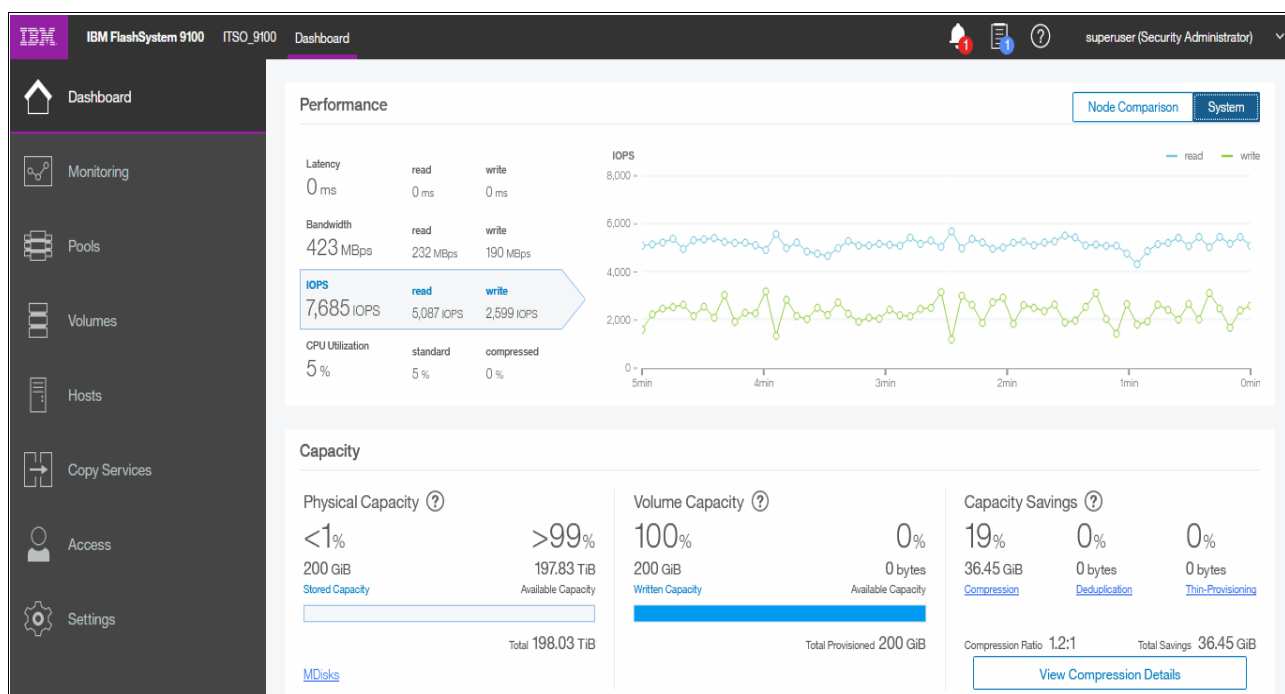 IBM IBM FlashSystem 9100 ITSO_9100 Dashboard 1 1 ? superuser (Security Administrator)
Dashboard
Monitoring
Pools
Volumes
Hosts
Copy Services
Access
Settings
Performance
Node Comparison System
Latency read write
0 ms 0 ms 0 ms
Bandwidth read write
423 MBps 232 MBps 190 MBps
IOPS read write
7,685 IOPS 5,087 IOPS 2,599 IOPS
CPU Utilization standard compressed
5 % 5 % 0 %
IOPS read write
8,000
6,000
4,000
2,000
0
5min 4min 3min 2min 1min 0min
Capacity
Physical Capacity ?
<1% >99%
200 GiB 197.83 TiB
Stored Capacity Available Capacity
Total 198.03 TiB
MDisks
Volume Capacity ?
100% 0%
200 GiB 0 bytes
Written Capacity Available Capacity
Total Provisioned 200 GiB
Capacity Savings ?
19% 0% 0%
36.45 GiB 0 bytes 0 bytes
Compression Deduplication Thin-Provisioning
Compression Ratio 1.2:1 Total Savings 36.45 GiB
View Compression Details